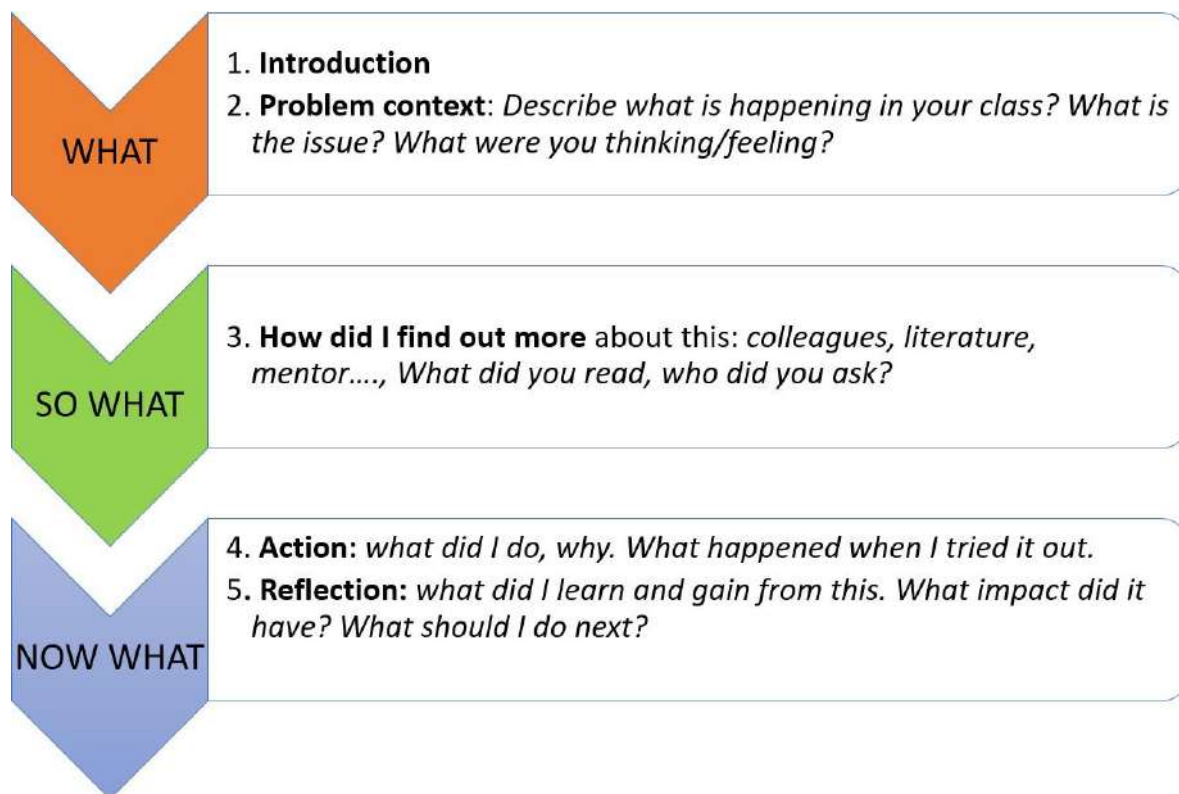 WHAT
1. Introduction
2. Problem context: Describe what is happening in your class? What is
the issue? What were you thinking/feeling?
SO WHAT
3. How did I find out more about this: colleagues, literature,
mentor...., What did you read, who did you ask?
NOW WHAT
4. Action: what did I do, why. What happened when I tried it out.
5. Reflection: what did I learn and gain from this. What impact did it
have? What should I do next?